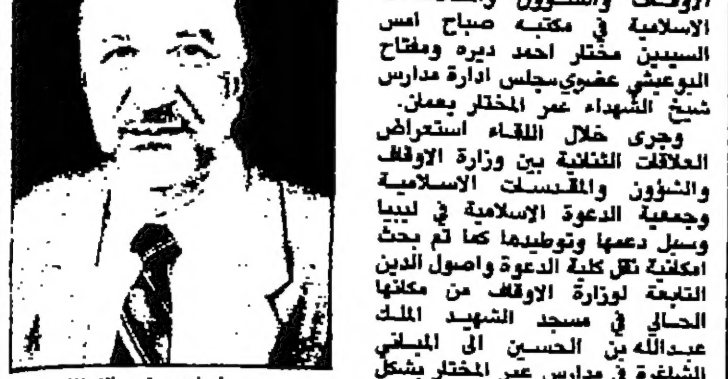 الاوقاف والشؤون والمقدسات
الاسلامية في مكتبه صباح امس
السيدين مختار احمد ديره ومفتاح
البوعيشي عضوي مجلس ادارة مدارس
شيخ الشهداء عمر المختار بعمان.
وجرى خلال اللقاء استعراض
العلاقات الثنائية بين وزارة الاوقاف
والشؤون والمقدسات الاسلامية
وجمعية الدعوة الاسلامية في ليبيا
وسبل دعمها وتوطيدها كما تم بحث
امكانية نقل كلية الدعوة واصول الدين
التابعة لوزارة الاوقاف من مكانها
الحالي في مسجد الشهيد الملك
عبدالله بن الحسين الى المباني
الشاغرة في مدارس عمر المختار بشكل